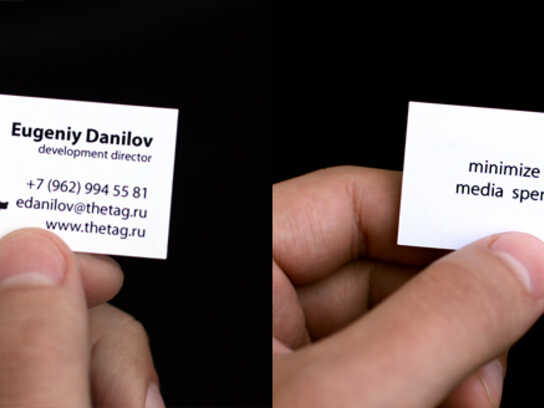 Eugeniy Danilov
development director
+7 (962) 994 55 81
edanilov@thetag.ru
www.thetag.ru
minimize
media